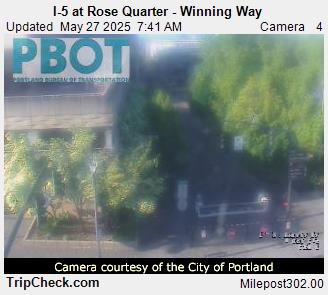 I-5 at Rose Quarter - Winning Way
Updated May 27 2025 7:41 AM Camera 4
PBOT
PORTLAND BUREAU OF TRANSPORTATION
Camera courtesy of the City of Portland
TripCheck.com Milepost302.00